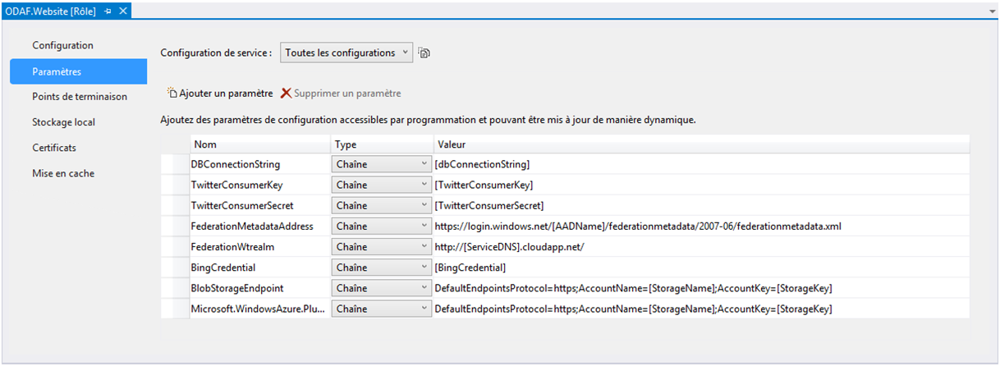 ODAF.Website [Rôle]
Configuration
Paramètres
Points de terminaison
Stockage local
Certificats
Mise en cache
Configuration de service : Toutes les configurations
Ajouter un paramètre Supprimer un paramètre
Ajoutez des paramètres de configuration accessibles par programmation et pouvant être mis à jour de manière dynamique.
Nom Type Valeur
DBConnectionString Chaîne [dbConnectionString]
TwitterConsumerKey Chaîne [TwitterConsumerKey]
TwitterConsumerSecret Chaîne [TwitterConsumerSecret]
FederationMetadataAddress Chaîne https://login.windows.net/[AADName]/federationmetadata/2007-06/federationmetadata.xml
FederationWtrealm Chaîne http://[ServiceDNS].cloudapp.net/
BingCredential Chaîne [BingCredential]
BlobStorageEndpoint Chaîne DefaultEndpointsProtocol=https;AccountName=[StorageName];AccountKey=[StorageKey]
Microsoft.WindowsAzure.Plu... Chaîne DefaultEndpointsProtocol=https;AccountName=[StorageName];AccountKey=[StorageKey]